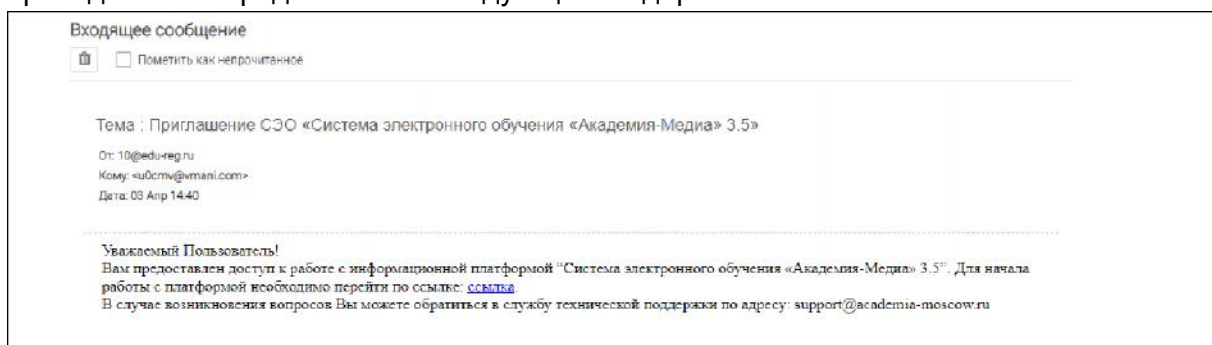 Входящее сообщение
Пометить как непрочитанное
Тема : Приглашение СЭО «Система электронного обучения «Академия-Медиа» 3.5»
От: 10@edu-reg.ru
Кому: <u0cmv@vmani.com>
Дата: 03 Апр 14:40
Уважаемый Пользователь!
Вам предоставлен доступ к работе с информационной платформой “Система электронного обучения «Академия-Медиа» 3.5”. Для начала
работы с платформой необходимо перейти по ссылке: ссылка.
В случае возникновения вопросов Вы можете обратиться в службу технической поддержки по адресу: support@academia-moscow.ru